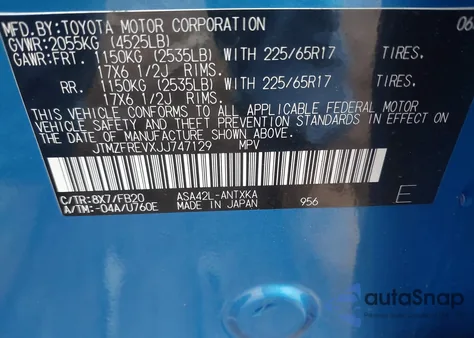 MFD.BY:TOYOTA MOTOR CORPORATION 06
GVWR:2055KG (4525LB)
GAWR:FRT. 1150KG (2535LB) WITH 225/65R17 TIRES.
17X6 1/2J RIMS.
RR. 1150KG (2535LB) WITH 225/65R17 TIRES.
17X6 1/2J RIMS.
THIS VEHICLE CONFORMS TO ALL APPLICABLE FEDERAL MOTOR
VEHICLE SAFETY, BUMPER, AND THEFT
PREVENTION STANDARDS IN EFFECT ON
THE DATE OF MANUFACTURE SHOWN ABOVE.
JTMZFREVXJJ747129 MPV
C/TR:8X7/FB20 ASA42L-ANTXKA
A/TM:-04A/U760E MADE IN JAPAN 956
E
autoSnap